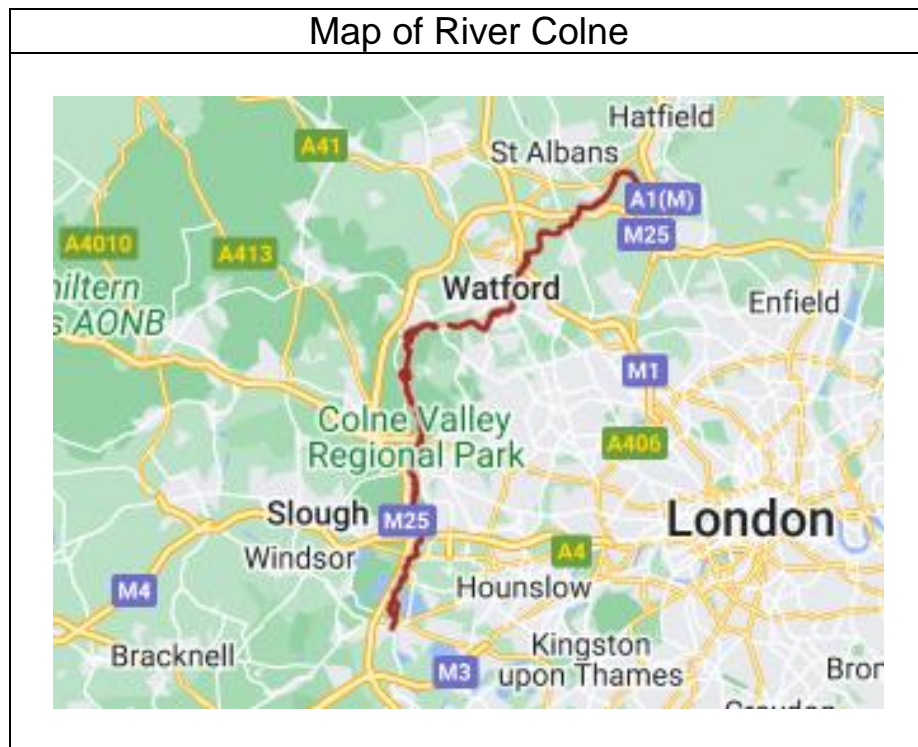 Map of River Colne
Hatfield
A41
St Albans
A1(M)
M25
A4010
A413
hiltern
s AONB
Watford
Enfield
M1
Colne Valley
Regional Park
A406
Slough
M25
London
Windsor
A4
M4
Hounslow
Bracknell
Kingston
upon Thames
M3
Bron